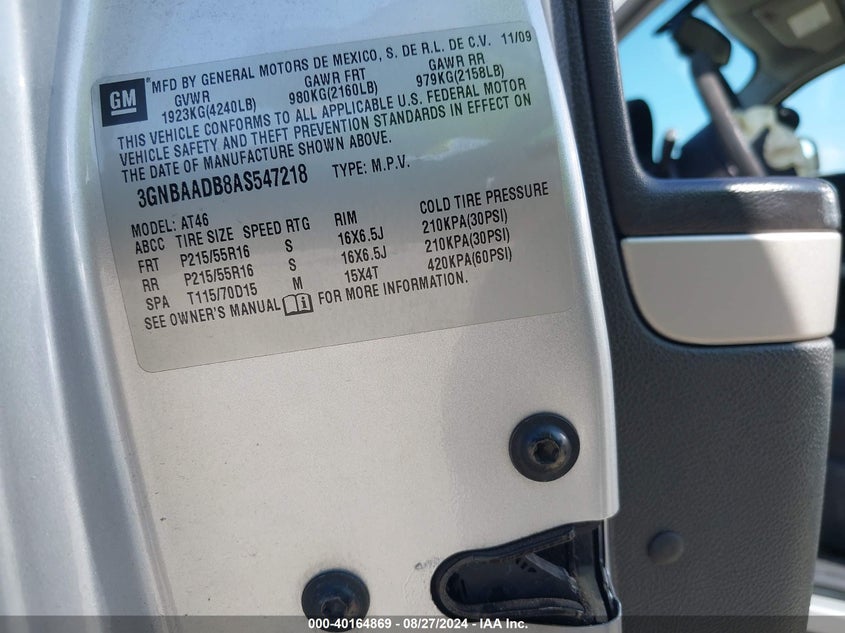 GM
MFD BY GENERAL MOTORS DE MEXICO, S. DE R.L. DE C.V. 11/09
GVWR GAWR FRT GAWR RR
1923KG(4240LB) 980KG(2160LB) 979KG(2158LB)
THIS VEHICLE CONFORMS TO ALL APPLICABLE U.S. FEDERAL MOTOR
VEHICLE SAFETY AND THEFT PREVENTION STANDARDS IN EFFECT ON
THE DATE OF MANUFACTURE SHOWN ABOVE.
3GNBAADB8AS547218 TYPE: M.P.V.
MODEL: AT46
ABCC TIRE SIZE SPEED RTG RIM COLD TIRE PRESSURE
FRT P215/55R16 S 16X6.5J 210KPA(30PSI)
RR P215/55R16 S 16X6.5J 210KPA(30PSI)
SPA T115/70D15 M 15X4T 420KPA(60PSI)
SEE OWNER'S MANUAL FOR MORE INFORMATION.
000-40164869 - 08/27/2024 - IAA Inc.